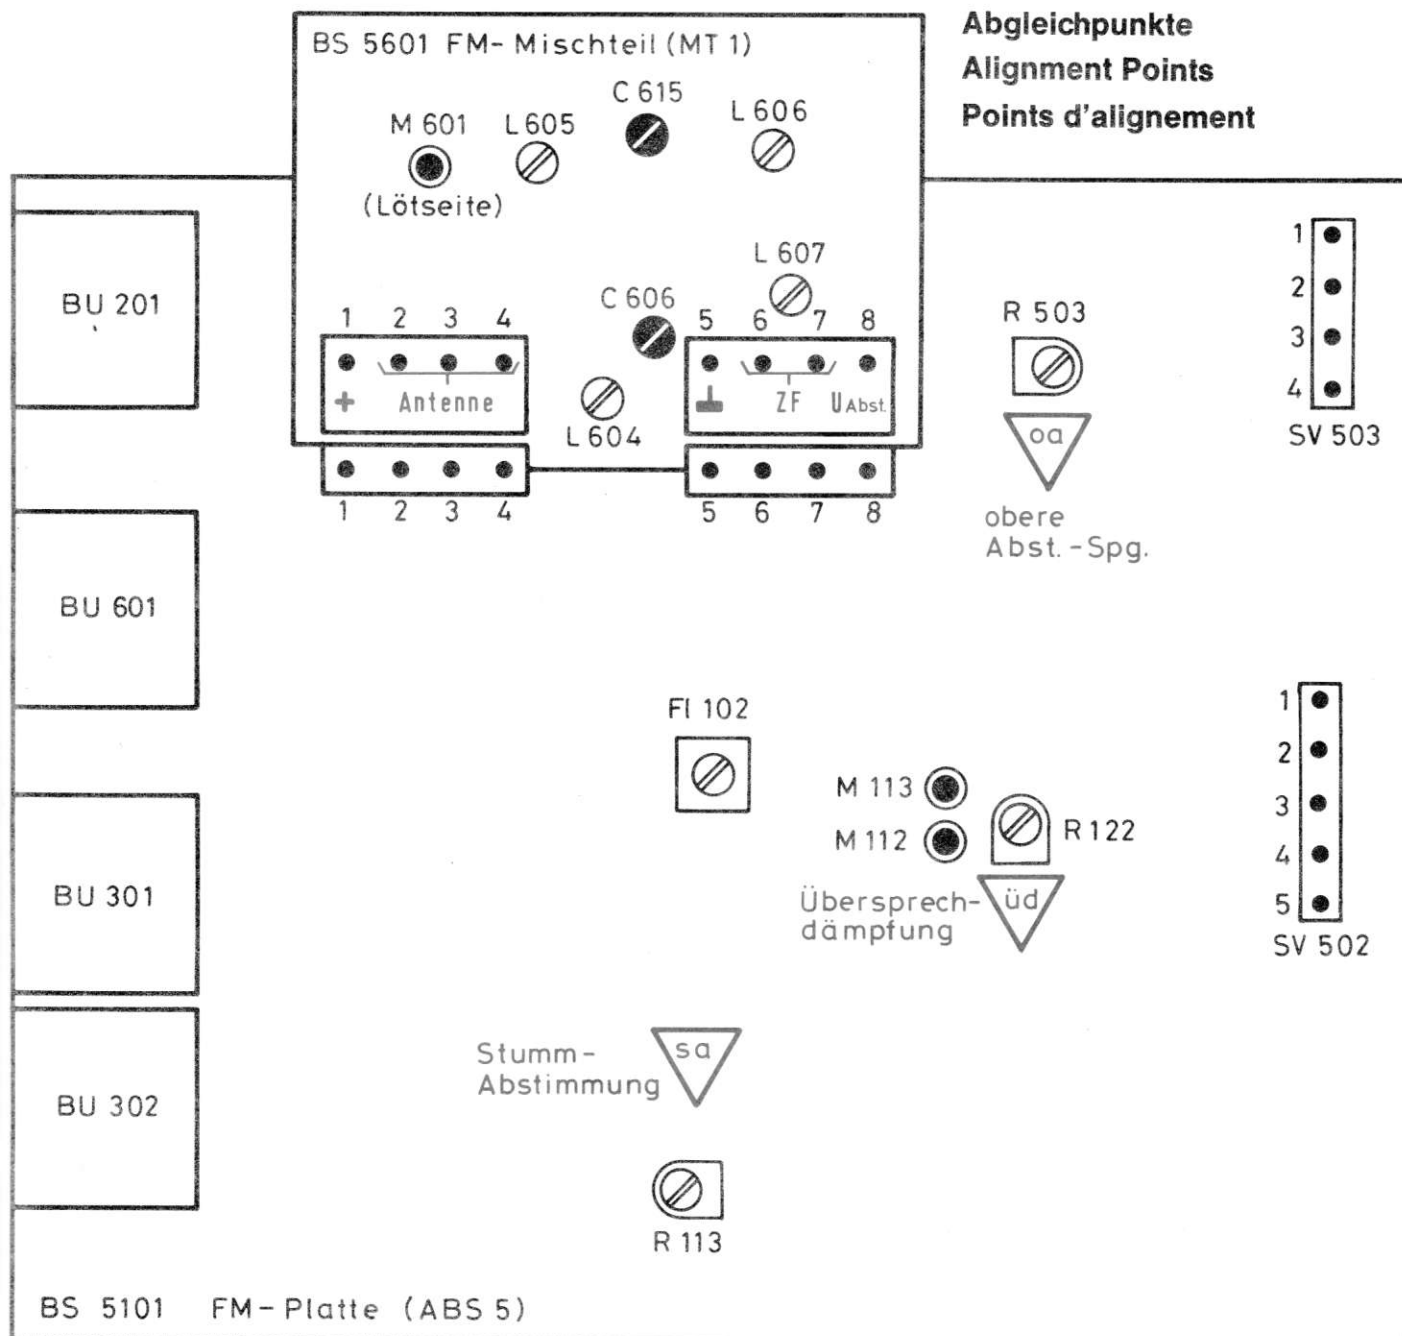 Abgleichpunkte
Alignment Points
Points d'alignement
BS 5601 FM-Mischteil (MT 1)
C 615
M 601 L 605 L 606
(Lötseite)
L 607
C 606
1 2 3 4 5 6 7 8
+ Antenne ZF U Abst.
L 604
1 2 3 4 5 6 7 8
BU 201
R 503
oa
obere
Abst.-Spg.
1
2
3
4
SV 503
BU 601
FI 102
M 113
M 112
R 122
Übersprech-
dämpfung
üd
1
2
3
4
5
SV 502
BU 301
Stumm-
Abstimmung
sa
BU 302
R 113
BS 5101 FM-Platte (ABS 5)